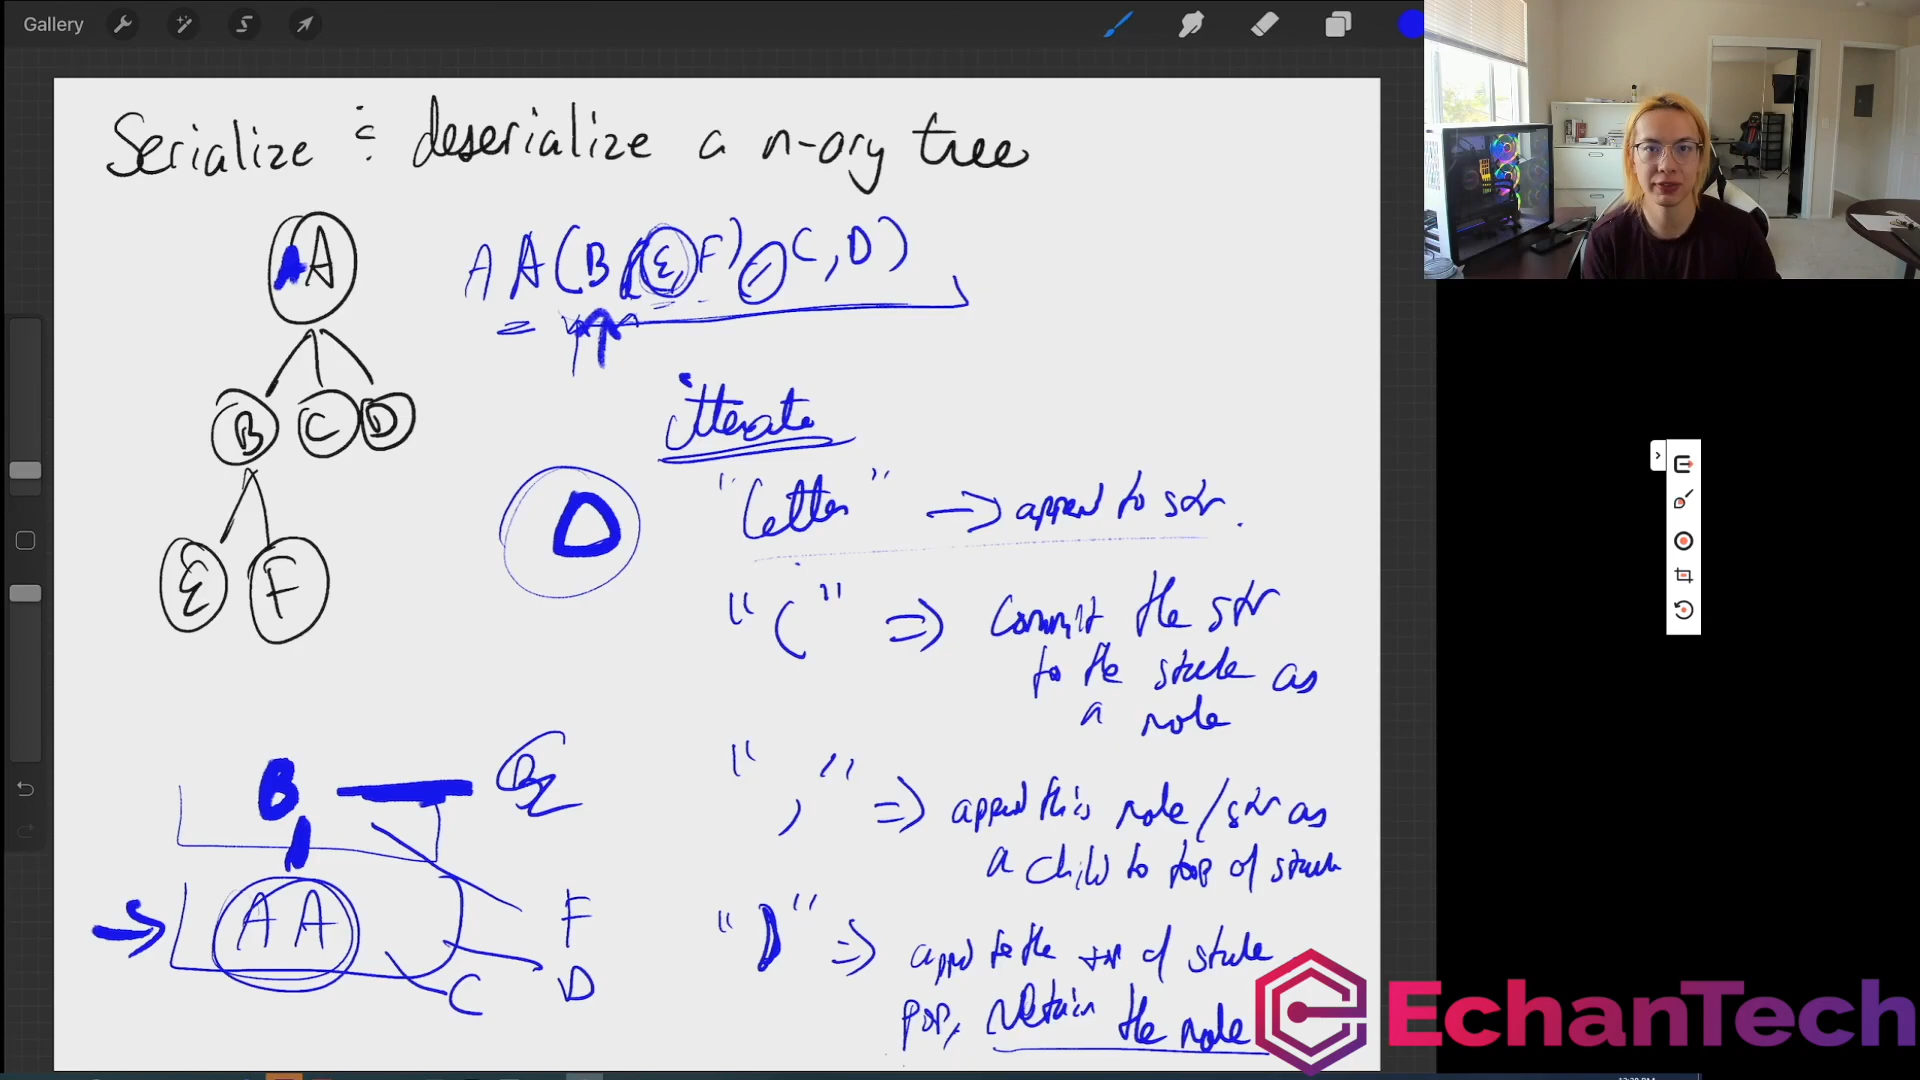 Gallery
Serialize & deserialize a n-ary tree
AA
A A(B(E,F),C,D)
B C D
iterate
"letter" -> append to str.
E F
"(" => Commit the str
to the stack as
a node
B
"," => append this node/str as
a child to top of stack
AA
F
")" => append to the top of stack
C D
pop, retain the node
EchanTech